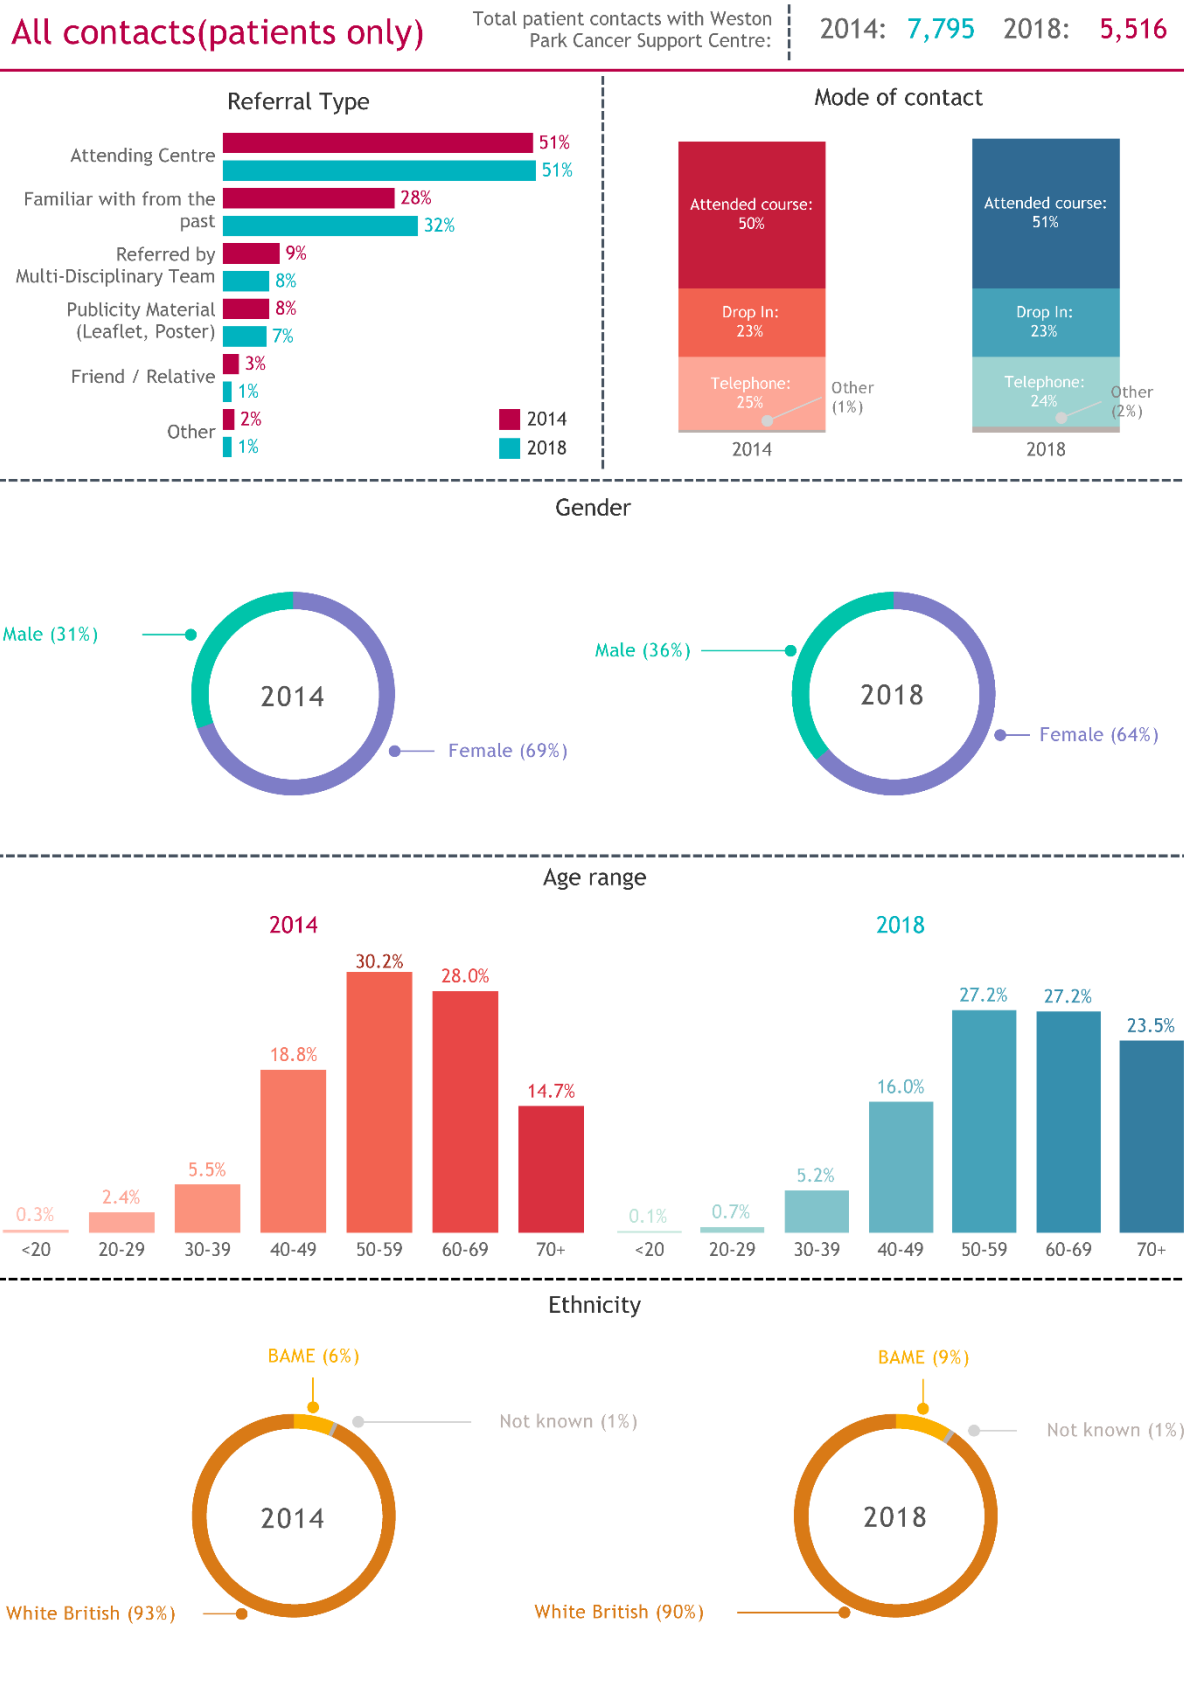 All contacts(patients only)
Total patient contacts with Weston
Park Cancer Support Centre:
2014: 7,795 2018: 5,516
Referral Type
Attending Centre
51%
51%
Familiar with from the
past
28%
32%
Referred by
Multi-Disciplinary Team
9%
8%
Publicity Material
(Leaflet, Poster)
8%
7%
Friend / Relative
3%
1%
Other
2%
1%
2014
2018
Mode of contact
Attended course:
50%
Drop In:
23%
Telephone:
25%
Other
(1%)
2014
Attended course:
51%
Drop In:
23%
Telephone:
24%
Other
(2%)
2018
Gender
Male (31%)
2014
Female (69%)
Male (36%)
2018
Female (64%)
Age range
2014
0.3%
2.4%
5.5%
18.8%
30.2%
28.0%
14.7%
<20 20-29 30-39 40-49 50-59 60-69 70+
2018
0.1%
0.7%
5.2%
16.0%
27.2%
27.2%
23.5%
<20 20-29 30-39 40-49 50-59 60-69 70+
Ethnicity
BAME (6%)
Not known (1%)
2014
White British (93%)
BAME (9%)
Not known (1%)
2018
White British (90%)